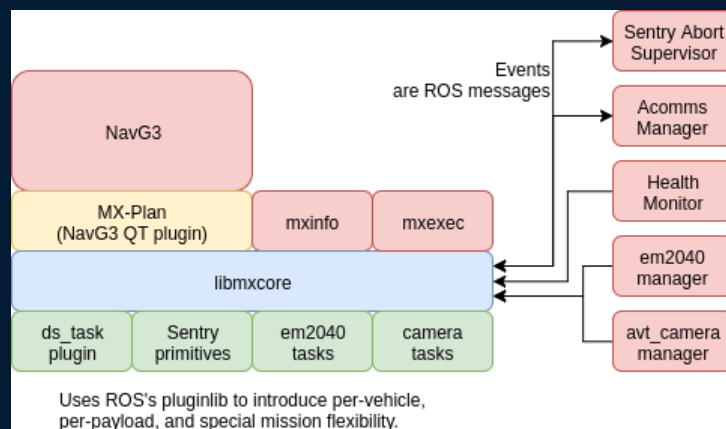 Sentry Abort
Supervisor
Events
are ROS messages
Acomms
Manager
NavG3
Health
Monitor
MX-Plan
(NavG3 QT plugin)
mxinfo
mxexec
em2040
manager
libmxcore
ds_task
plugin
Sentry
primitives
em2040
tasks
camera
tasks
avt_camera
manager
Uses ROS's pluginlib to introduce per-vehicle,
per-payload, and special mission flexibility.